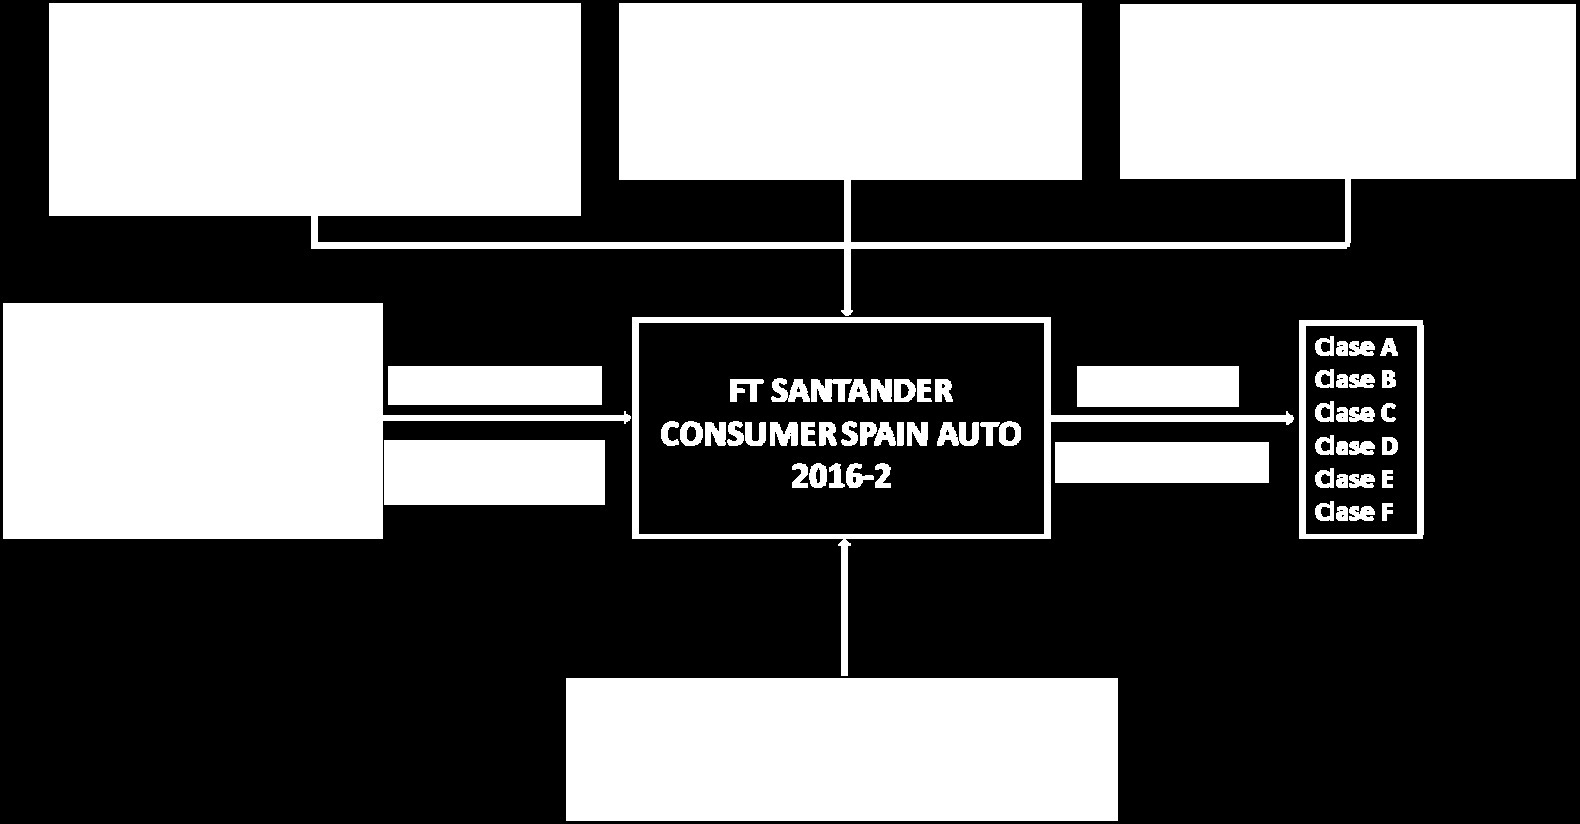 FT SANTANDER
CONSUMER SPAIN AUTO
2016-2
Clase A
Clase B
Clase C
Clase D
Clase E
Clase F